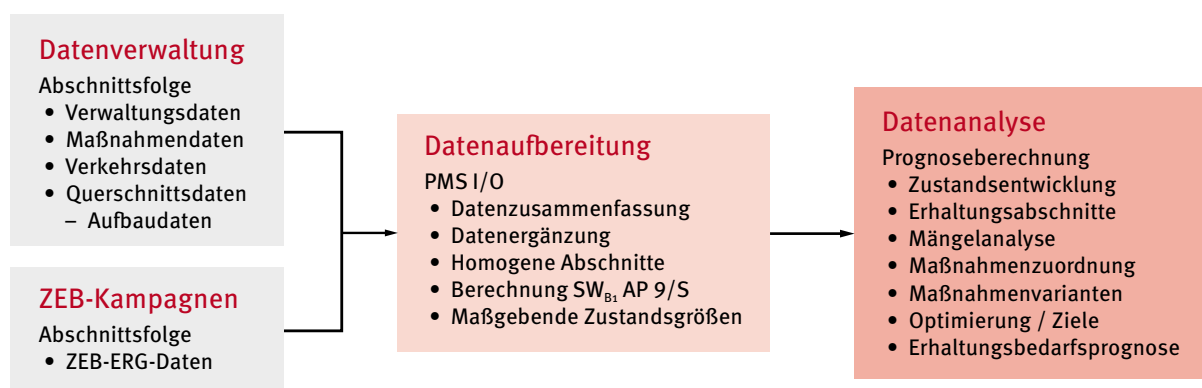 Datenverwaltung
Abschnittsfolge
• Verwaltungsdaten
• Maßnahmendaten
• Verkehrsdaten
• Querschnittsdaten
– Aufbaudaten
ZEB-Kampagnen
Abschnittsfolge
• ZEB-ERG-Daten
Datenaufbereitung
PMS I/O
• Datenzusammenfassung
• Datenergänzung
• Homogene Abschnitte
• Berechnung SW_B1 AP 9/S
• Maßgebende Zustandsgrößen
Datenanalyse
Prognoseberechnung
• Zustandsentwicklung
• Erhaltungsabschnitte
• Mängelanalyse
• Maßnahmenzuordnung
• Maßnahmenvarianten
• Optimierung / Ziele
• Erhaltungsbedarfsprognose